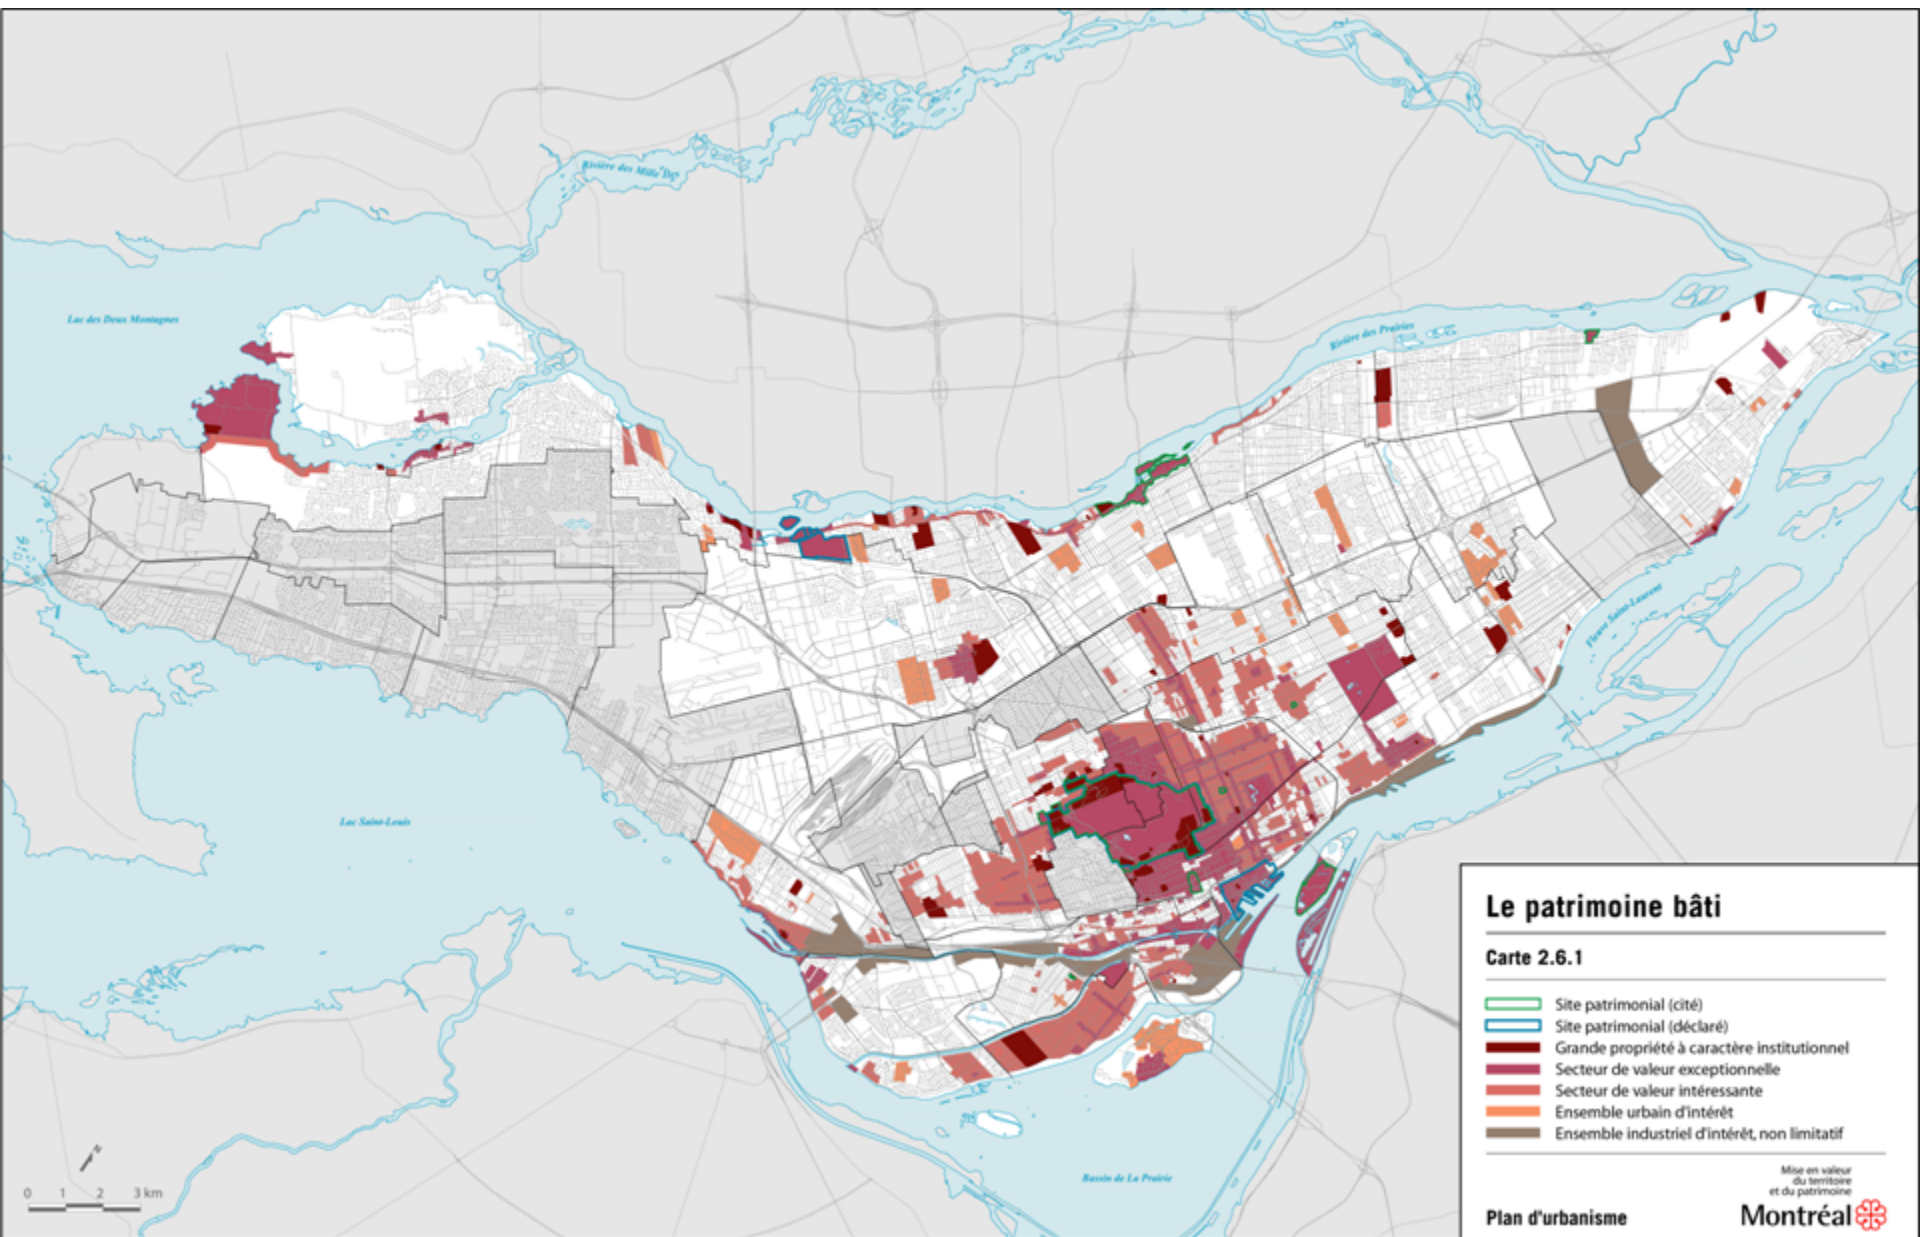 Rivière des Mille Îles
Lac des Deux Montagnes
Rivière des Prairies
Fleuve Saint-Laurent
Lac Saint-Louis
Bassin de La Prairie
N
0 1 2 3 km
Le patrimoine bâti
Carte 2.6.1
Site patrimonial (cité)
Site patrimonial (déclaré)
Grande propriété à caractère institutionnel
Secteur de valeur exceptionnelle
Secteur de valeur intéressante
Ensemble urbain d'intérêt
Ensemble industriel d'intérêt, non limitatif
Mise en valeur
du territoire
et du patrimoine
Plan d'urbanisme
Montréal